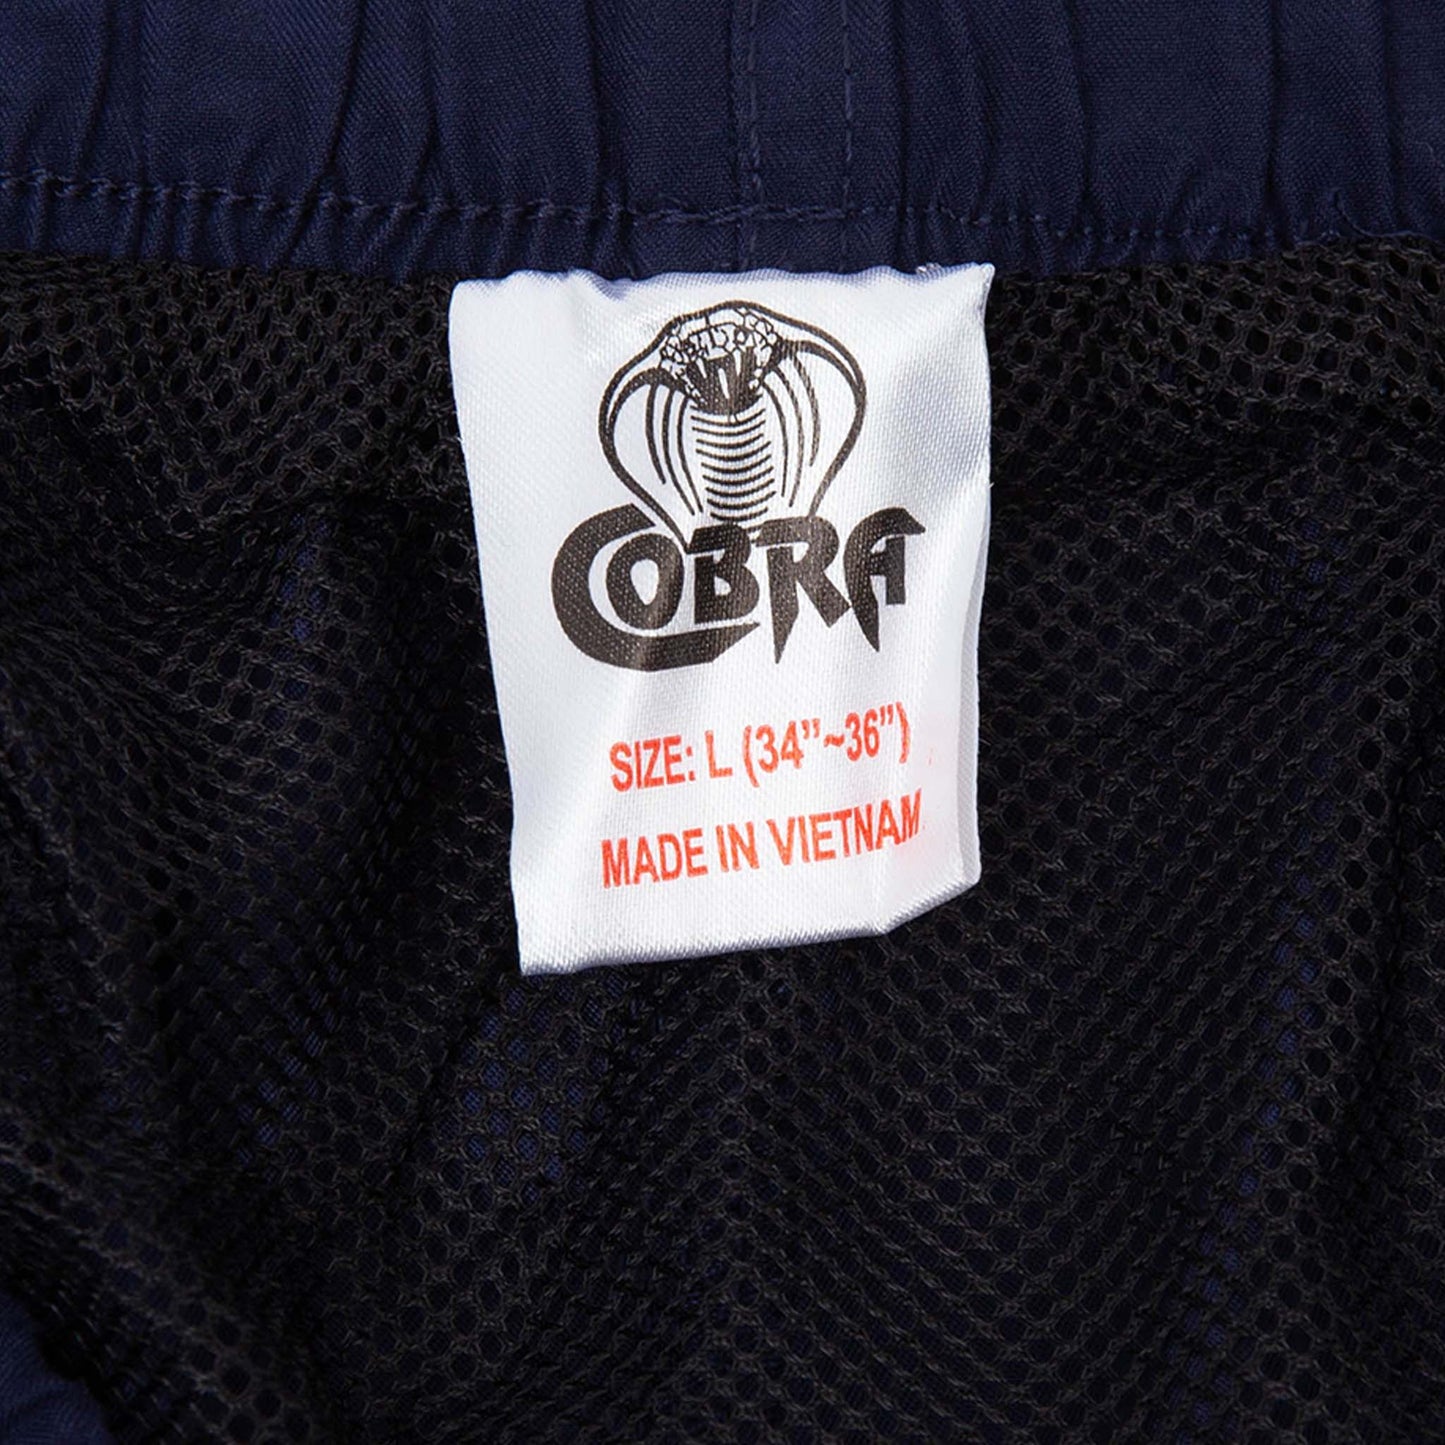 COBRA
SIZE: L (34”~36”)
MADE IN VIETNAM